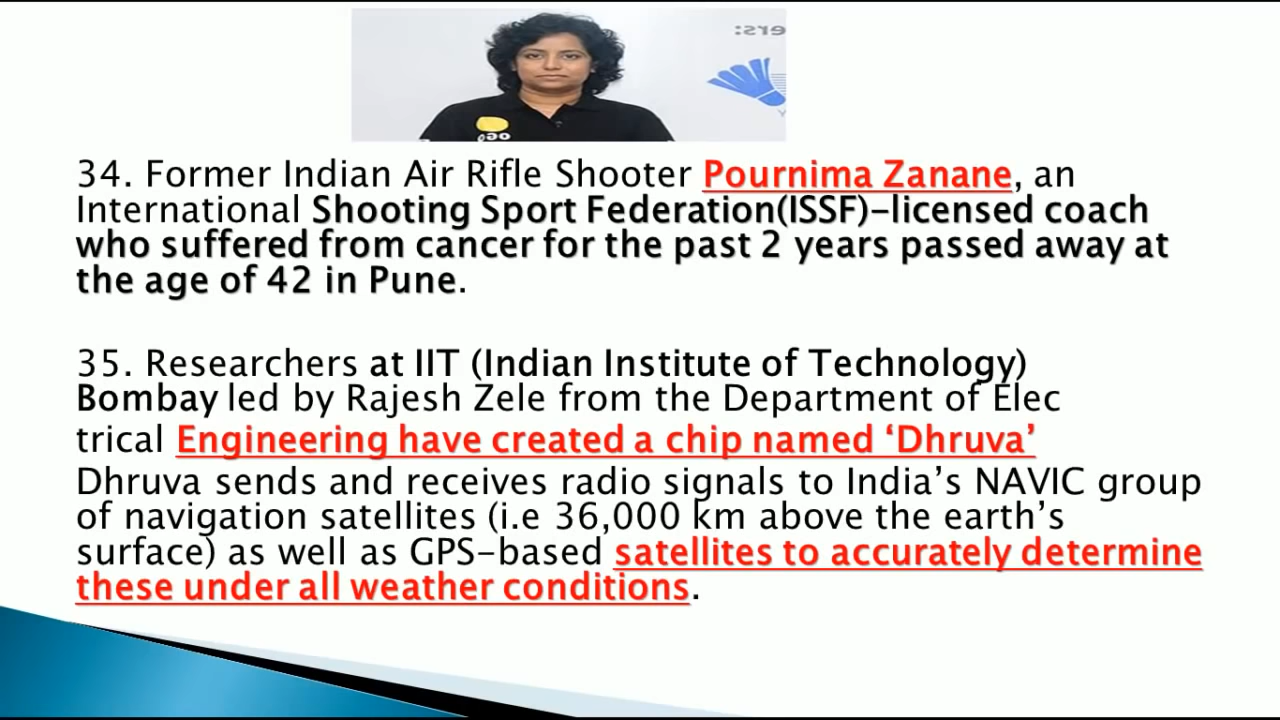 ers:
OGQ
34. Former Indian Air Rifle Shooter Pournima Zanane, an
International Shooting Sport Federation(ISSF)-licensed coach
who suffered from cancer for the past 2 years passed away at
the age of 42 in Pune.
35. Researchers at IIT (Indian Institute of Technology)
Bombay led by Rajesh Zele from the Department of Elec
trical Engineering have created a chip named ‘Dhruva’
Dhruva sends and receives radio signals to India’s NAVIC group
of navigation satellites (i.e 36,000 km above the earth’s
surface) as well as GPS-based satellites to accurately determine
these under all weather conditions.